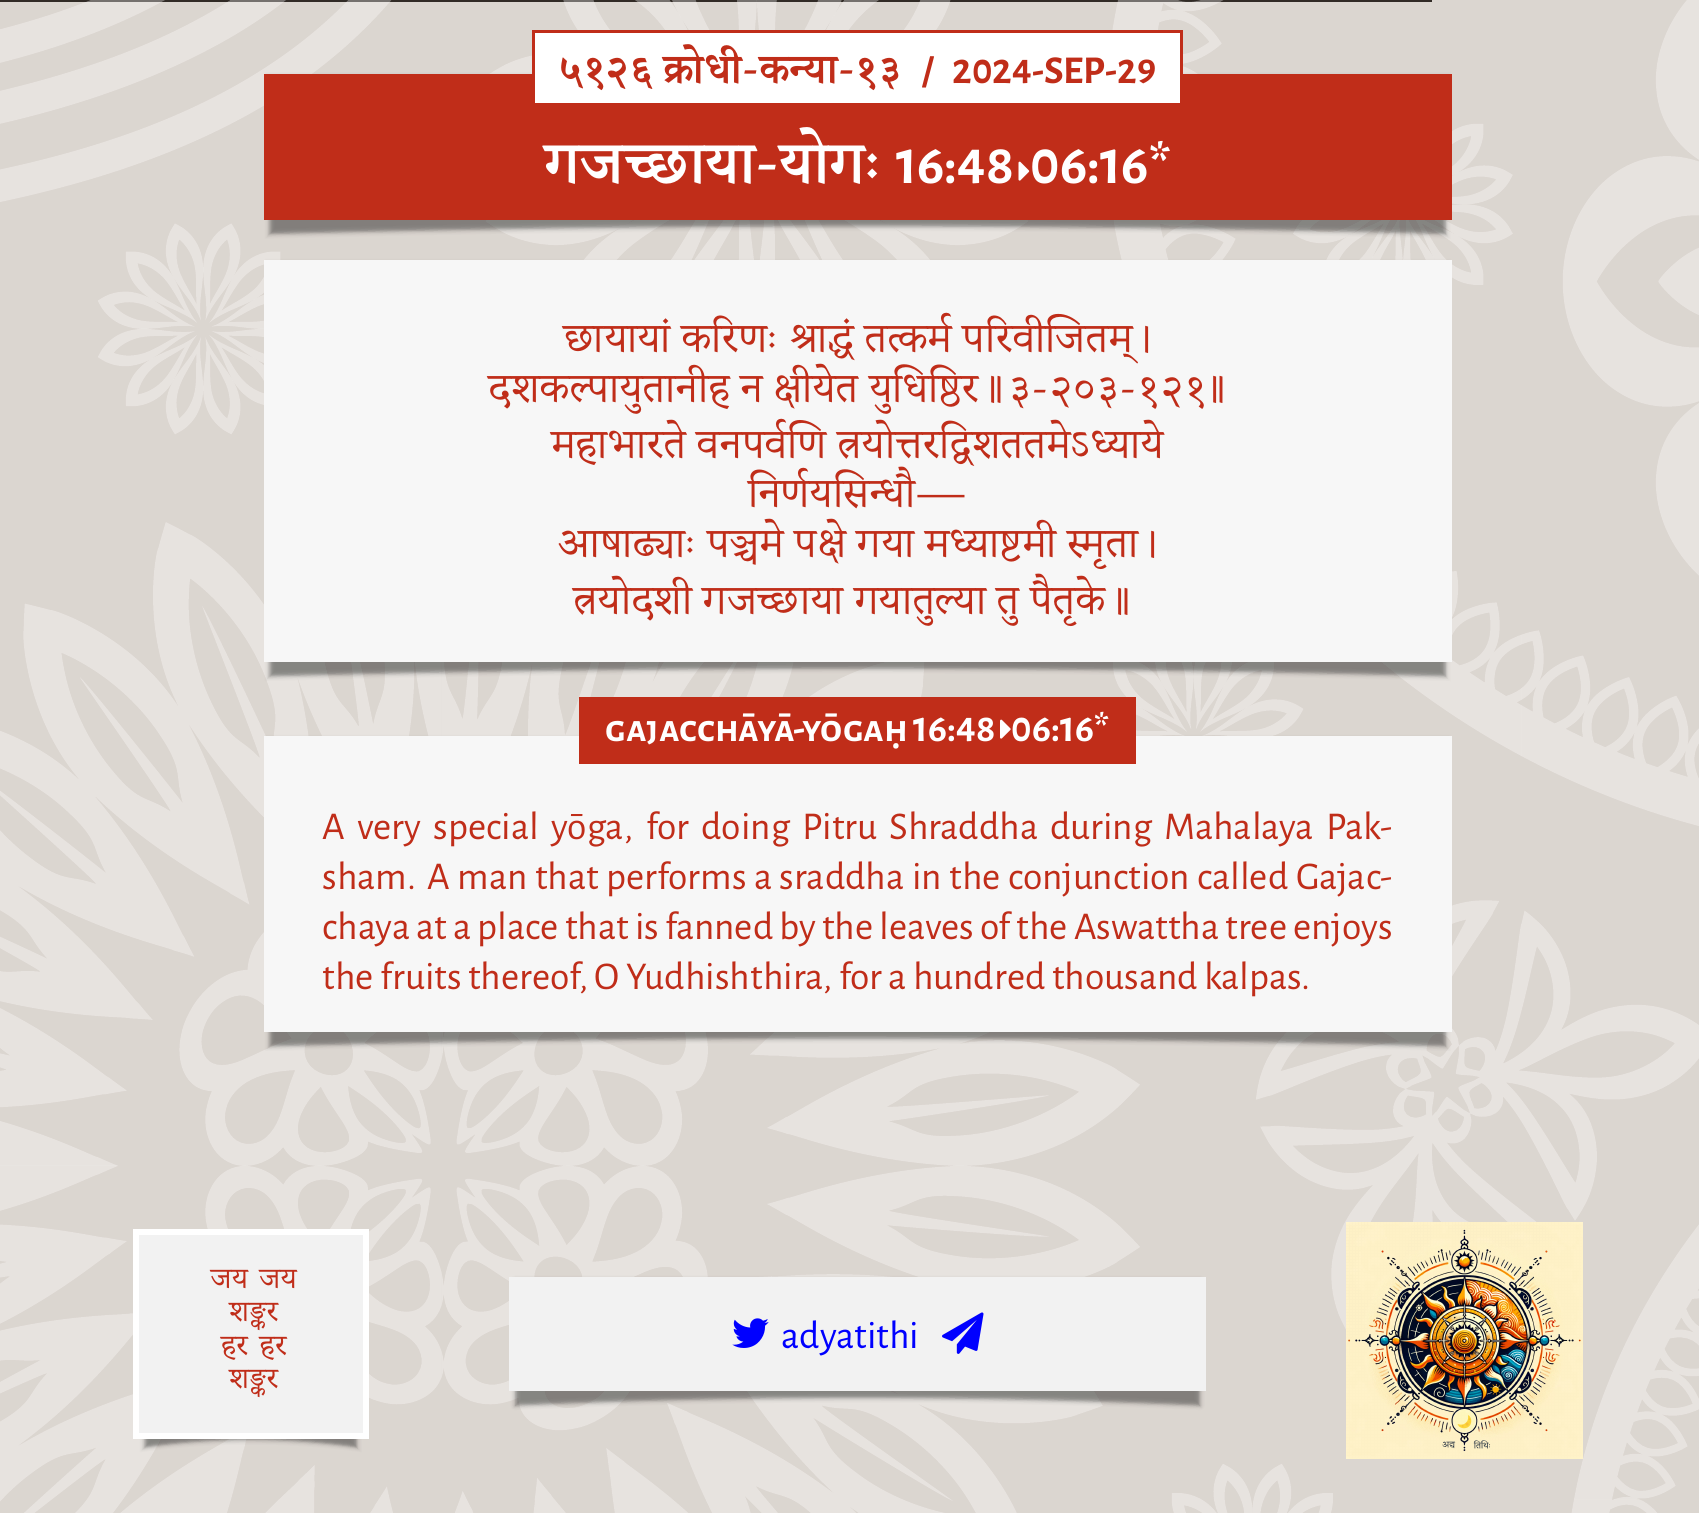 ५१२६ क्रोधी-कन्या-१३ / 2024-SEP-29
गजच्छाया-योगः 16:48▸06:16*
छायायां करिणः श्राद्धं तत्कर्म परिवीजितम्।
दशकल्पायुतानीह न क्षीयेत युधिष्ठिर॥३-२०३-१२१॥
महाभारते वनपर्वणि त्रयोत्तरद्विशततमेऽध्याये
निर्णयसिन्धौ—
आषाढ्याः पञ्चमे पक्षे गया मध्याष्टमी स्मृता।
त्रयोदशी गजच्छाया गयातुल्या तु पैतृके॥
GAJACCHĀYĀ-YŌGAḤ 16:48▸06:16*
A very special yōga, for doing Pitru Shraddha during Mahalaya Pak-
sham. A man that performs a sraddha in the conjunction called Gajac-
chaya at a place that is fanned by the leaves of the Aswattha tree enjoys
the fruits thereof, O Yudhishthira, for a hundred thousand kalpas.
जय जय
शङ्कर
हर हर
शङ्कर
adyatithi
अद्य तिथिः